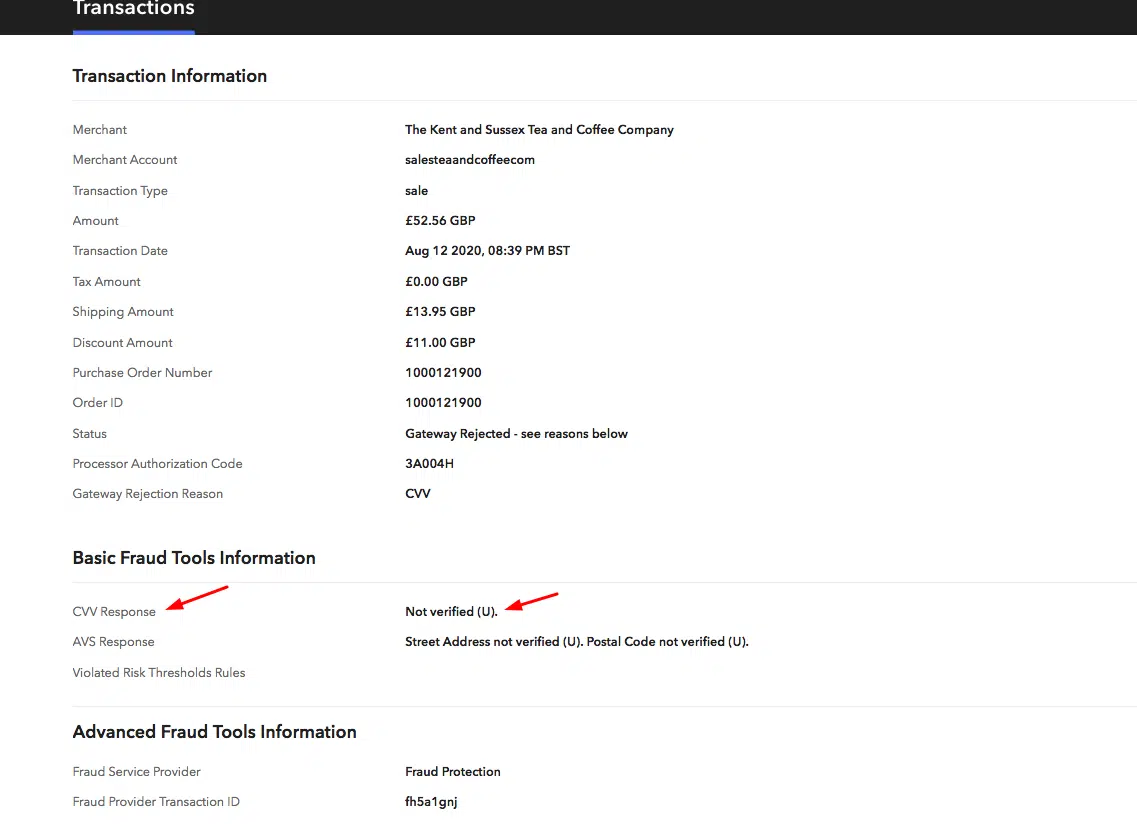 Transactions
Transaction Information
Merchant The Kent and Sussex Tea and Coffee Company
Merchant Account salesteaandcoffeecom
Transaction Type sale
Amount £52.56 GBP
Transaction Date Aug 12 2020, 08:39 PM BST
Tax Amount £0.00 GBP
Shipping Amount £13.95 GBP
Discount Amount £11.00 GBP
Purchase Order Number 1000121900
Order ID 1000121900
Status Gateway Rejected - see reasons below
Processor Authorization Code 3A004H
Gateway Rejection Reason CVV
Basic Fraud Tools Information
CVV Response Not verified (U).
AVS Response Street Address not verified (U). Postal Code not verified (U).
Violated Risk Thresholds Rules
Advanced Fraud Tools Information
Fraud Service Provider Fraud Protection
Fraud Provider Transaction ID fh5a1gnj